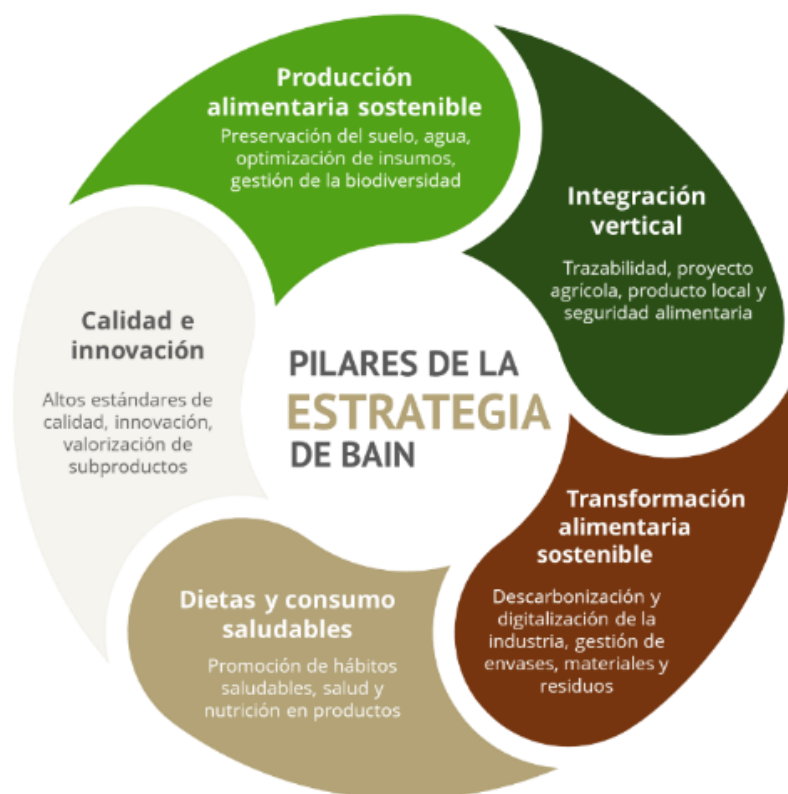 PILARES DE LA
ESTRATEGIA
DE BAIN
Producción
alimentaria sostenible
Preservación del suelo, agua,
optimización de insumos,
gestión de la biodiversidad
Integración
vertical
Trazabilidad, proyecto
agrícola, producto local y
seguridad alimentaria
Transformación
alimentaria
sostenible
Descarbonización y
digitalización de la
industria, gestión de
envases, materiales y
residuos
Dietas y consumo
saludables
Promoción de hábitos
saludables, salud y
nutrición en productos
Calidad e
innovación
Altos estándares de
calidad, innovación,
valorización de
subproductos